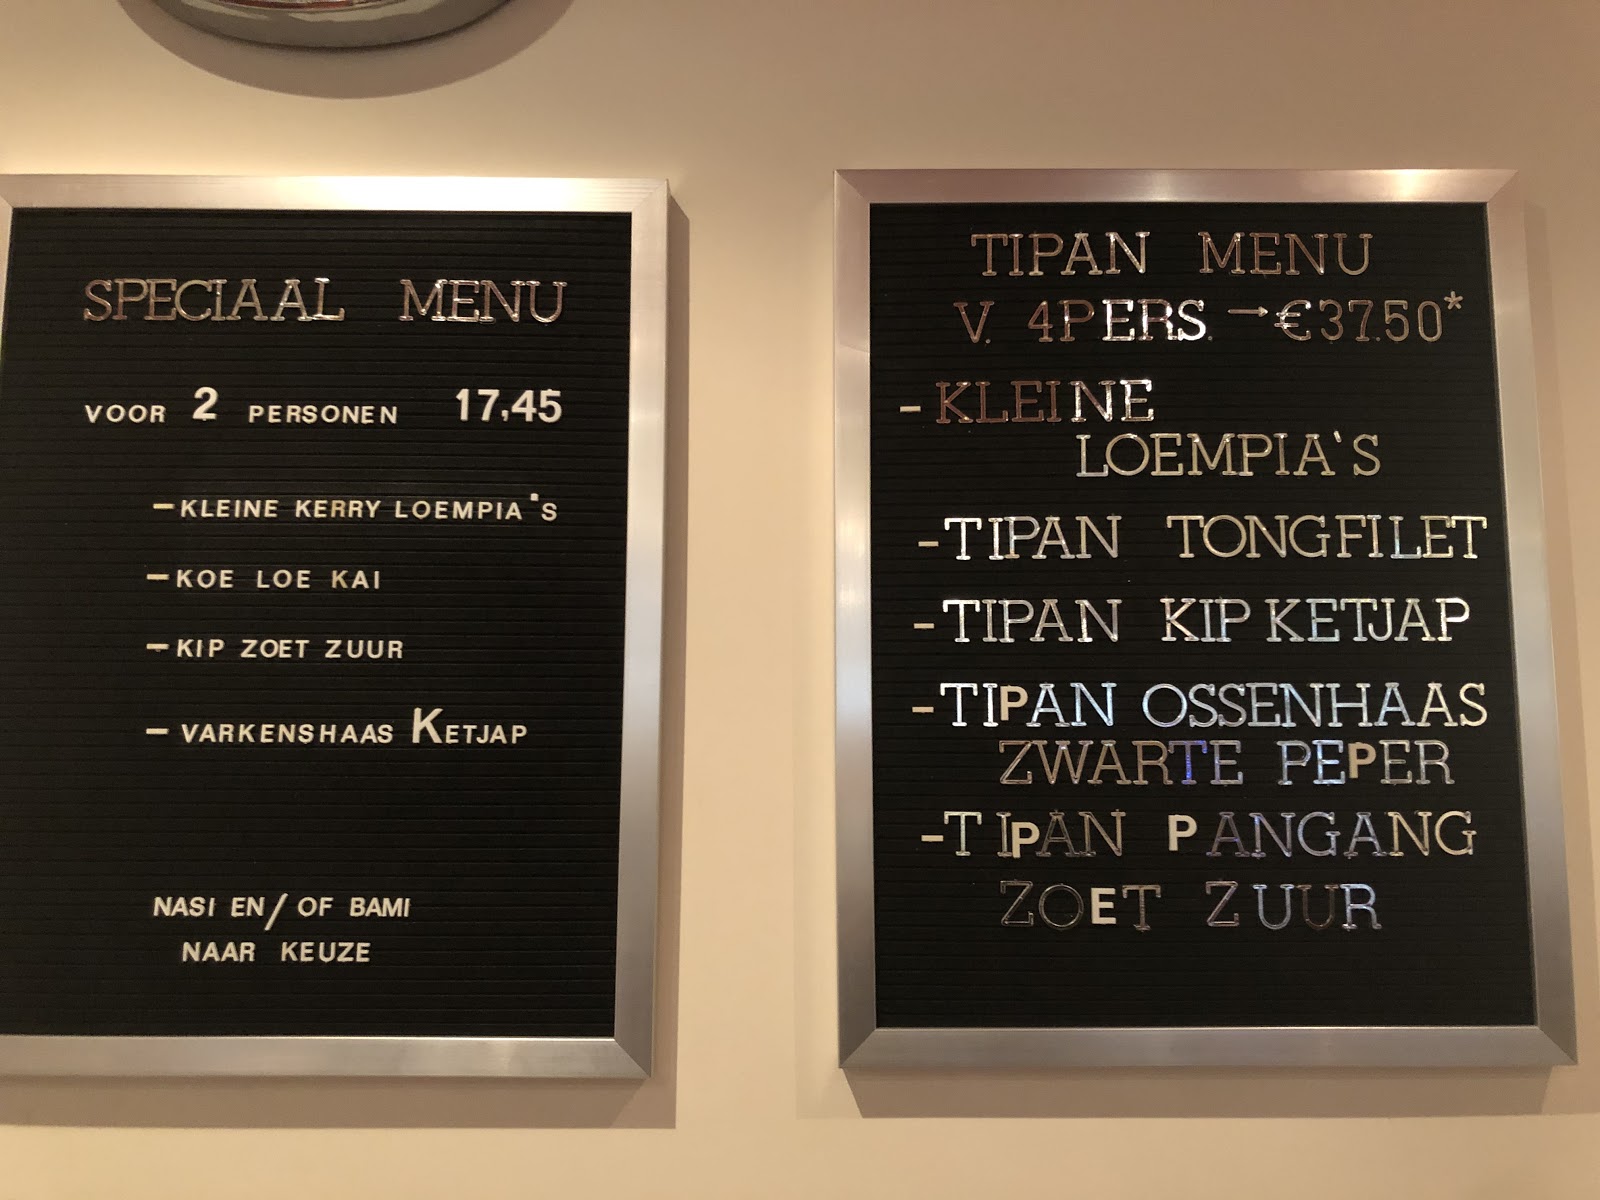 SPECIAAL MENU
VOOR 2 PERSONEN 17,45
-KLEINE KERRY LOEMPIA'S
-KOE LOE KAI
-KIP ZOET ZUUR
-VARKENSHAAS KETJAP
NASI EN/OF BAMI
NAAR KEUZE
TIPAN MENU
V. 4PERS. →€37.50*
-KLEINE
LOEMPIA'S
-TIPAN TONGFILET
-TIPAN KIP KETJAP
-TIPAN OSSENHAAS
ZWARTE PEPER
-TIPAN PANGANG
ZOET ZUUR